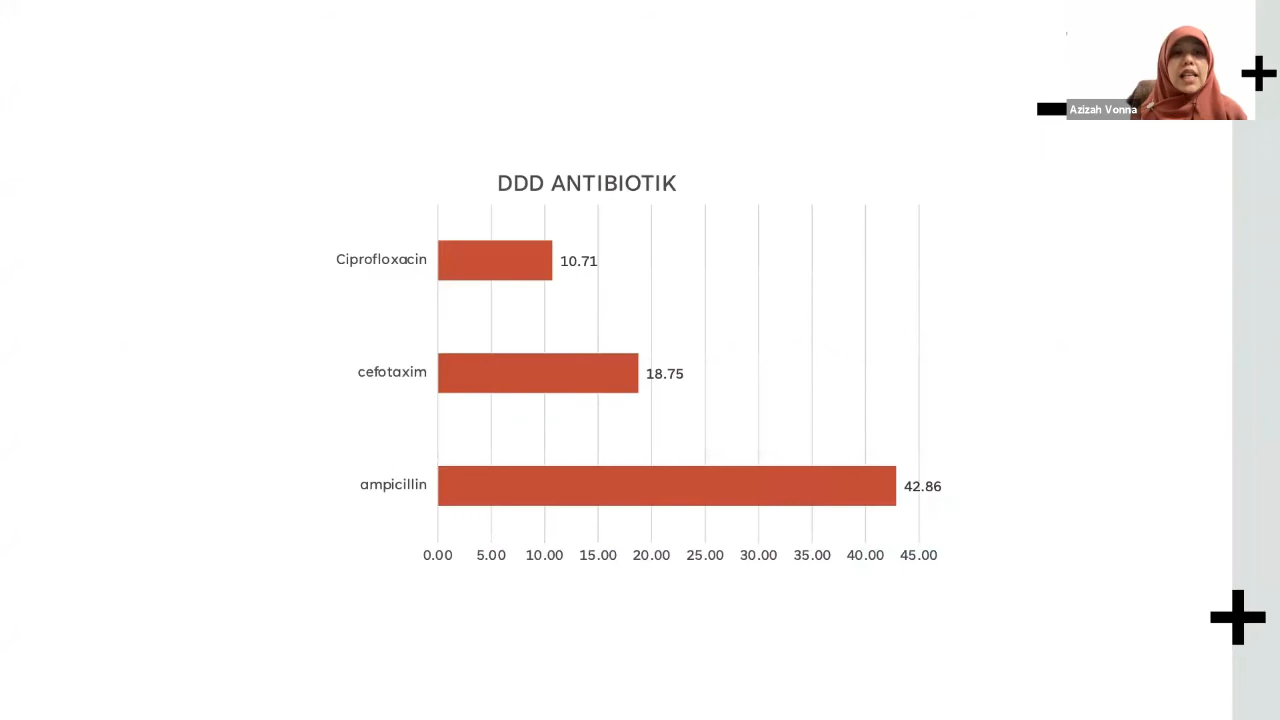 Azizah Vonna
DDD ANTIBIOTIK
Ciprofloxacin 10.71
cefotaxim 18.75
ampicillin 42.86
0.00 5.00 10.00 15.00 20.00 25.00 30.00 35.00 40.00 45.00